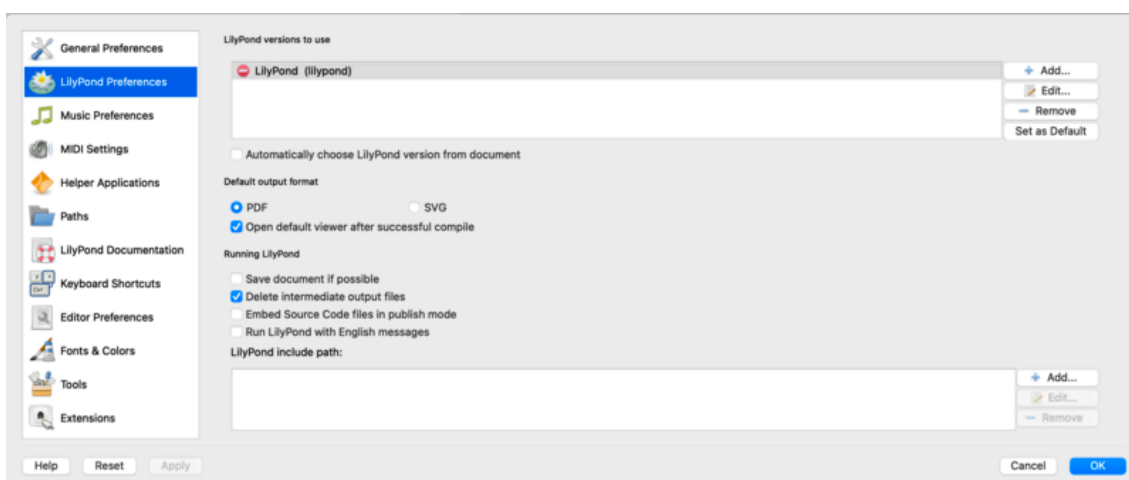 General Preferences
LilyPond Preferences
Music Preferences
MIDI Settings
Helper Applications
Paths
LilyPond Documentation
Keyboard Shortcuts
Editor Preferences
Fonts & Colors
Tools
Extensions
LilyPond versions to use
LilyPond (lilypond)
Add...
Edit...
Remove
Set as Default
Automatically choose LilyPond version from document
Default output format
PDF SVG
Open default viewer after successful compile
Running LilyPond
Save document if possible
Delete intermediate output files
Embed Source Code files in publish mode
Run LilyPond with English messages
LilyPond include path:
Add...
Edit...
Remove
Help Reset Apply Cancel OK